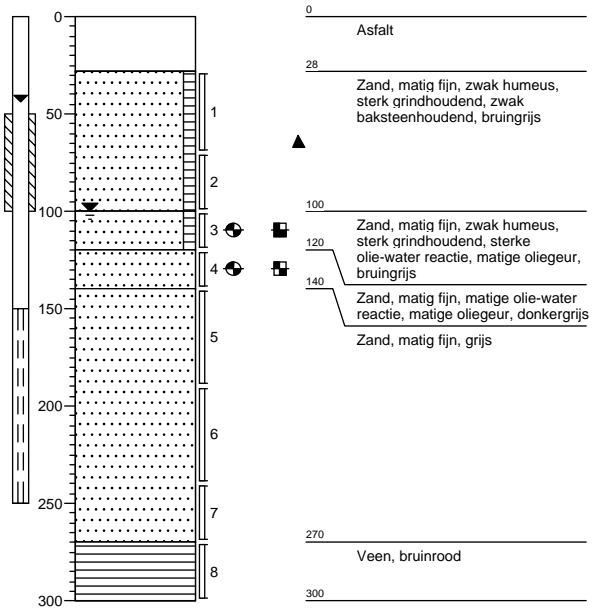 0
50
100
150
200
250
300
1
2
3
4
5
6
7
8
0
Asfalt
28
Zand, matig fijn, zwak humeus,
sterk grindhoudend, zwak
baksteenhoudend, bruingrijs
100
Zand, matig fijn, zwak humeus,
sterk grindhoudend, sterke
olie-water reactie, matige oliegeur,
bruingrijs
120
Zand, matig fijn, matige olie-water
reactie, matige oliegeur, donkergrijs
140
Zand, matig fijn, grijs
270
Veen, bruinrood
300